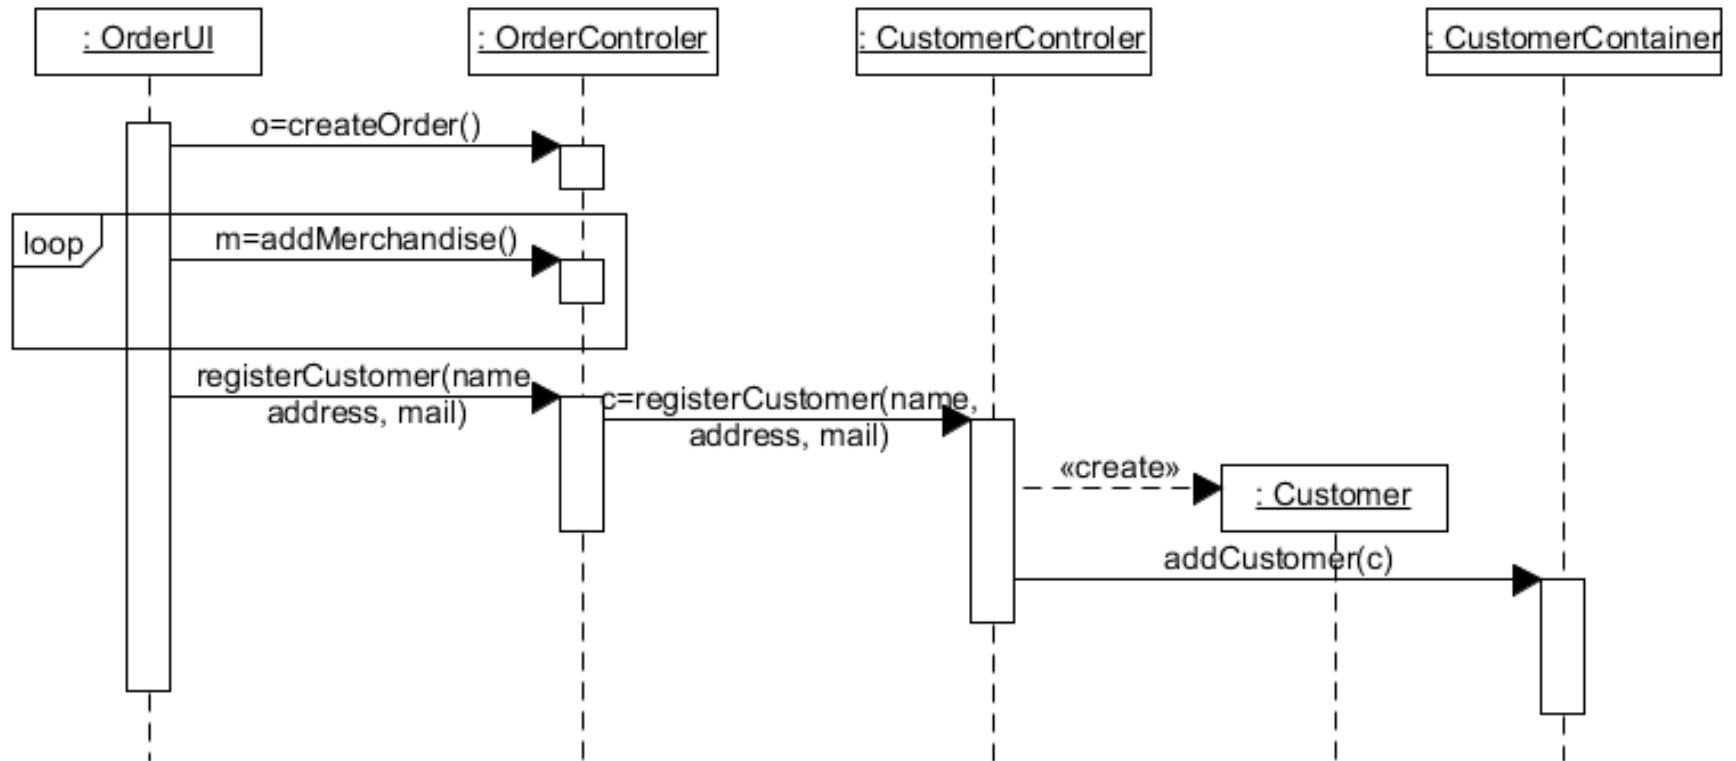 : OrderUI
: OrderControler
: CustomerControler
: CustomerContainer
o=createOrder()
loop
m=addMerchandise()
registerCustomer(name,
address, mail)
c=registerCustomer(name,
address, mail)
«create»
: Customer
addCustomer(c)